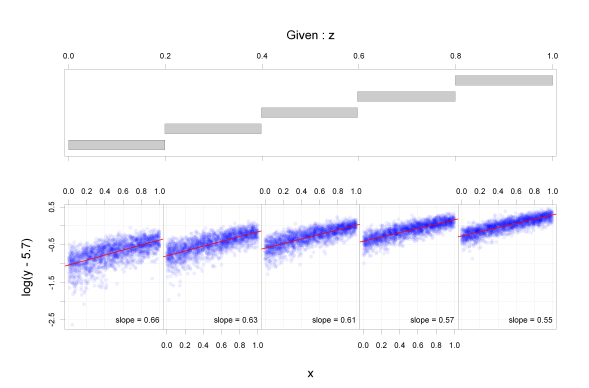 Given : z
0.0 0.2 0.4 0.6 0.8 1.0
0.0 0.2 0.4 0.6 0.8 1.0 0.0 0.2 0.4 0.6 0.8 1.0 0.0 0.2 0.4 0.6 0.8 1.0
0.5
-0.5
-1.5
-2.5
log(y - 5.7)
slope = 0.66 slope = 0.63 slope = 0.61 slope = 0.57 slope = 0.55
0.0 0.2 0.4 0.6 0.8 1.0 0.0 0.2 0.4 0.6 0.8 1.0
x